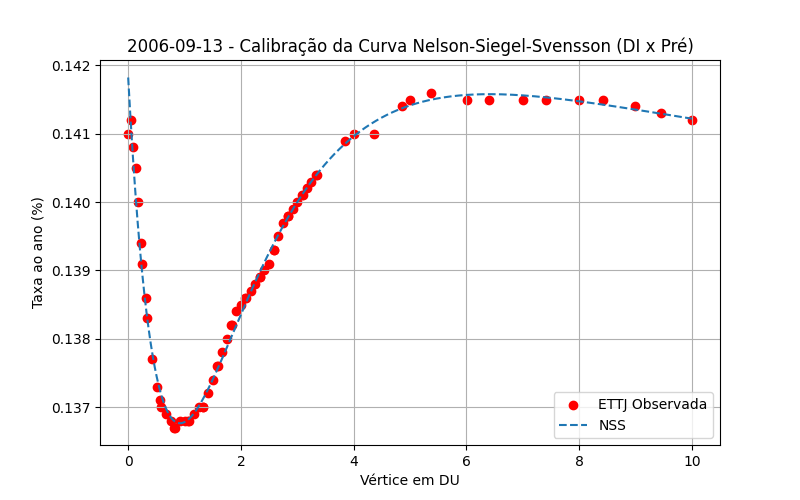 2006-09-13 - Calibração da Curva Nelson-Siegel-Svensson (DI x Pré)
Taxa ao ano (%)
0.142
0.141
0.140
0.139
0.138
0.137
ETTJ Observada
NSS
0 2 4 6 8 10
Vértice em DU